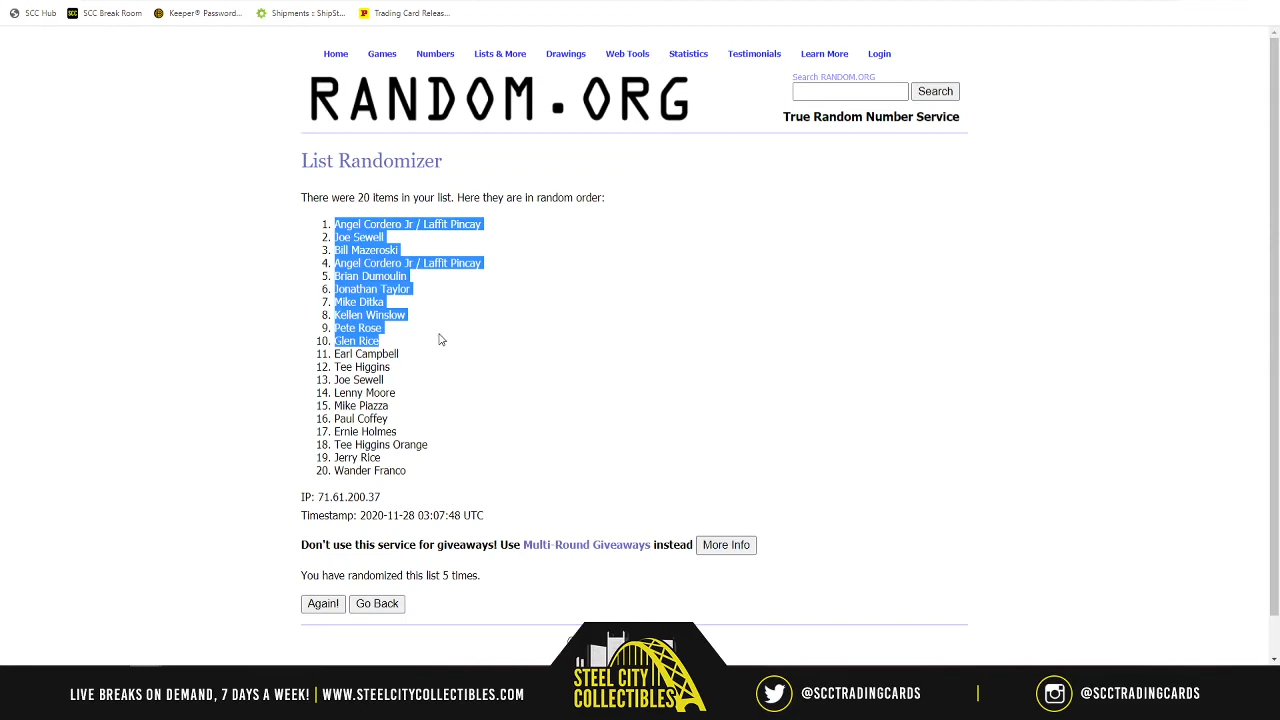 SCC Hub SCC Break Room Keeper® Password... Shipments :: ShipSt... Trading Card Releas...
Home Games Numbers Lists & More Drawings Web Tools Statistics Testimonials Learn More Login
RANDOM.ORG
Search RANDOM.ORG
Search
True Random Number Service
List Randomizer
There were 20 items in your list. Here they are in random order:
1. Angel Cordero Jr / Laffit Pincay
2. Joe Sewell
3. Bill Mazeroski
4. Angel Cordero Jr / Laffit Pincay
5. Brian Dumoulin
6. Jonathan Taylor
7. Mike Ditka
8. Kellen Winslow
9. Pete Rose
10. Glen Rice
11. Earl Campbell
12. Tee Higgins
13. Joe Sewell
14. Lenny Moore
15. Mike Piazza
16. Paul Coffey
17. Ernie Holmes
18. Tee Higgins Orange
19. Jerry Rice
20. Wander Franco
IP: 71.61.200.37
Timestamp: 2020-11-28 03:07:48 UTC
Don't use this service for giveaways! Use Multi-Round Giveaways instead More Info
You have randomized this list 5 times.
Again! Go Back
LIVE BREAKS ON DEMAND, 7 DAYS A WEEK! | WWW.STEELCITYCOLLECTIBLES.COM
STEEL CITY
COLLECTIBLES
@SCCTRADINGCARDS | @SCCTRADINGCARDS